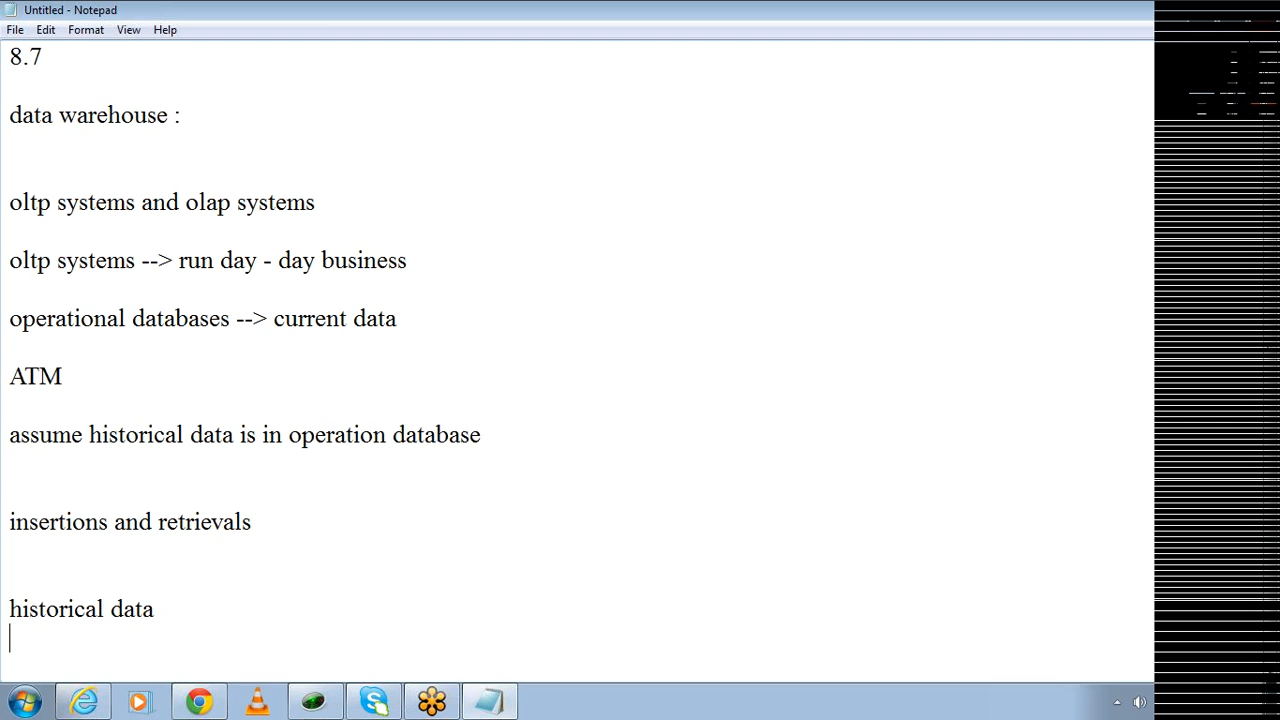 Untitled - Notepad
File Edit Format View Help
8.7
data warehouse :
oltp systems and olap systems
oltp systems --> run day - day business
operational databases --> current data
ATM
assume historical data is in operation database
insertions and retrievals
historical data